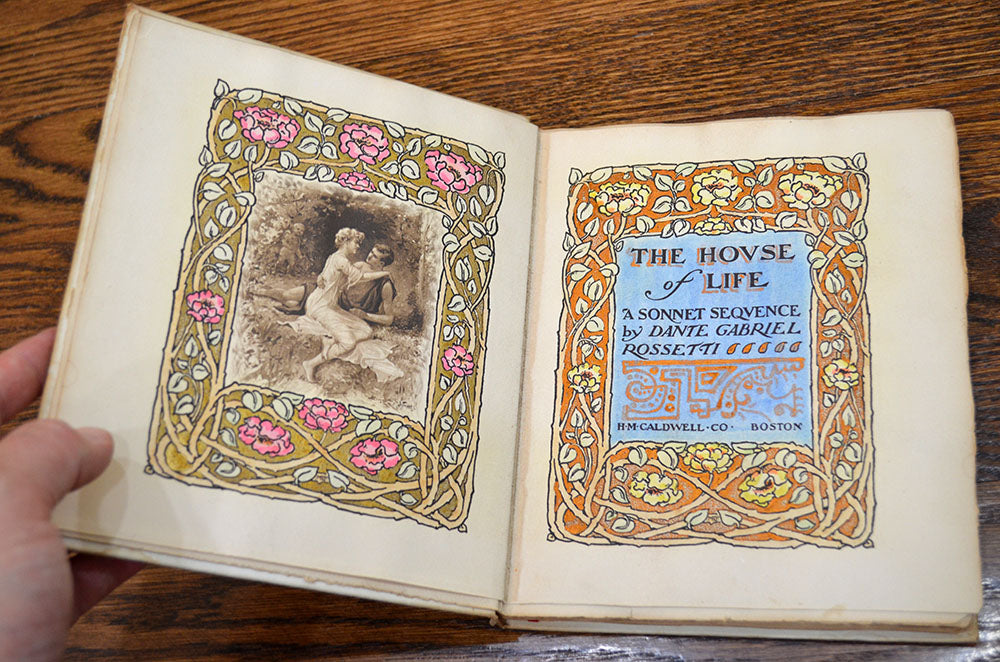 THE HOVSE
of LIFE
A SONNET SEQVENCE
by DANTE GABRIEL
ROSSETTI
H·M·CALDWELL·CO· BOSTON